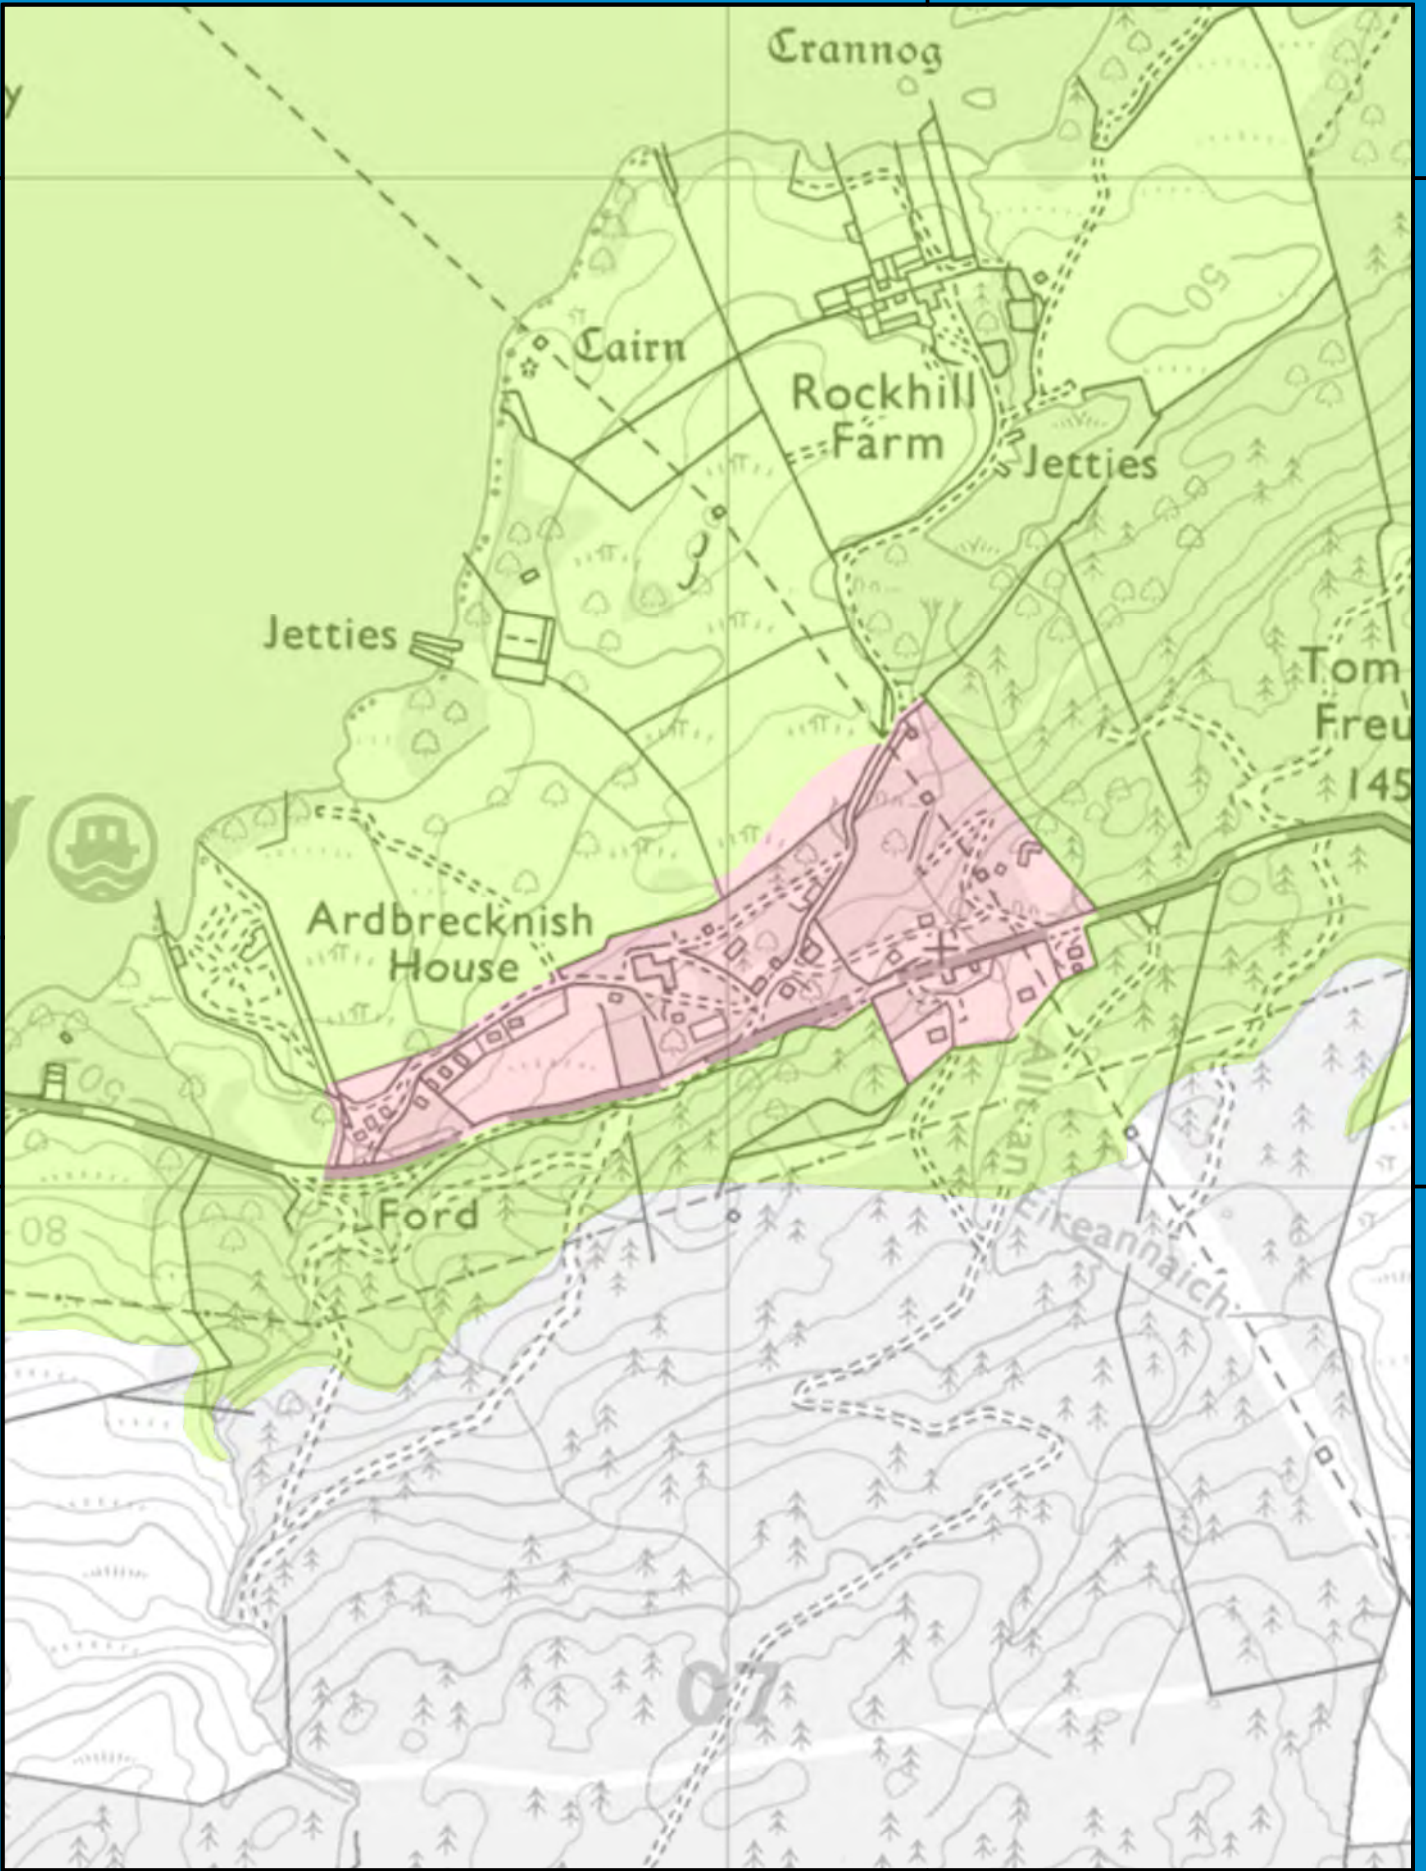 Crannog
y
50
Cairn
Rockhill
Farm
Jetties
Jetties
Tom
Freu
145
Ardbrecknish
House
50
Allt an Eireannaich
Ford
08
07